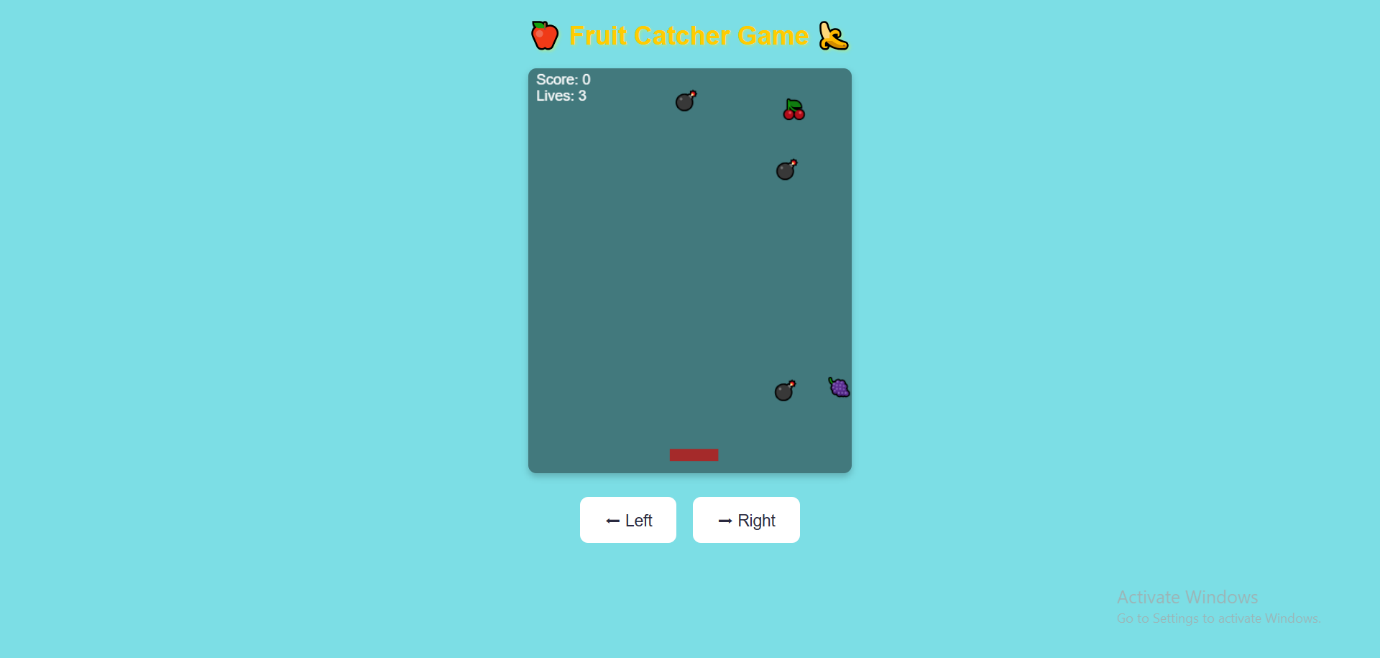 🍎 Fruit Catcher Game 🍌
Score: 0
Lives: 3
⬅ Left
➡ Right
Activate Windows
Go to Settings to activate Windows.